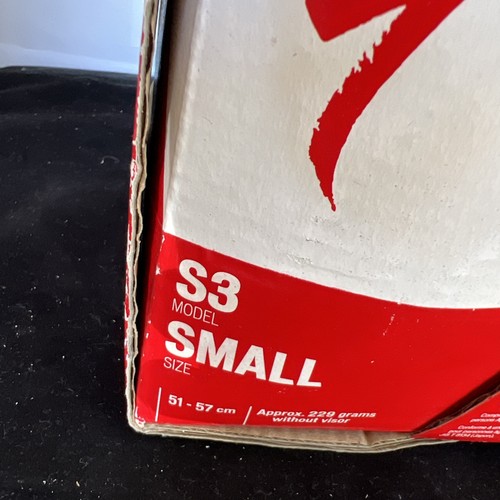 S3
MODEL
SMALL
SIZE
51 - 57 cm
Approx. 229 grams
without visor